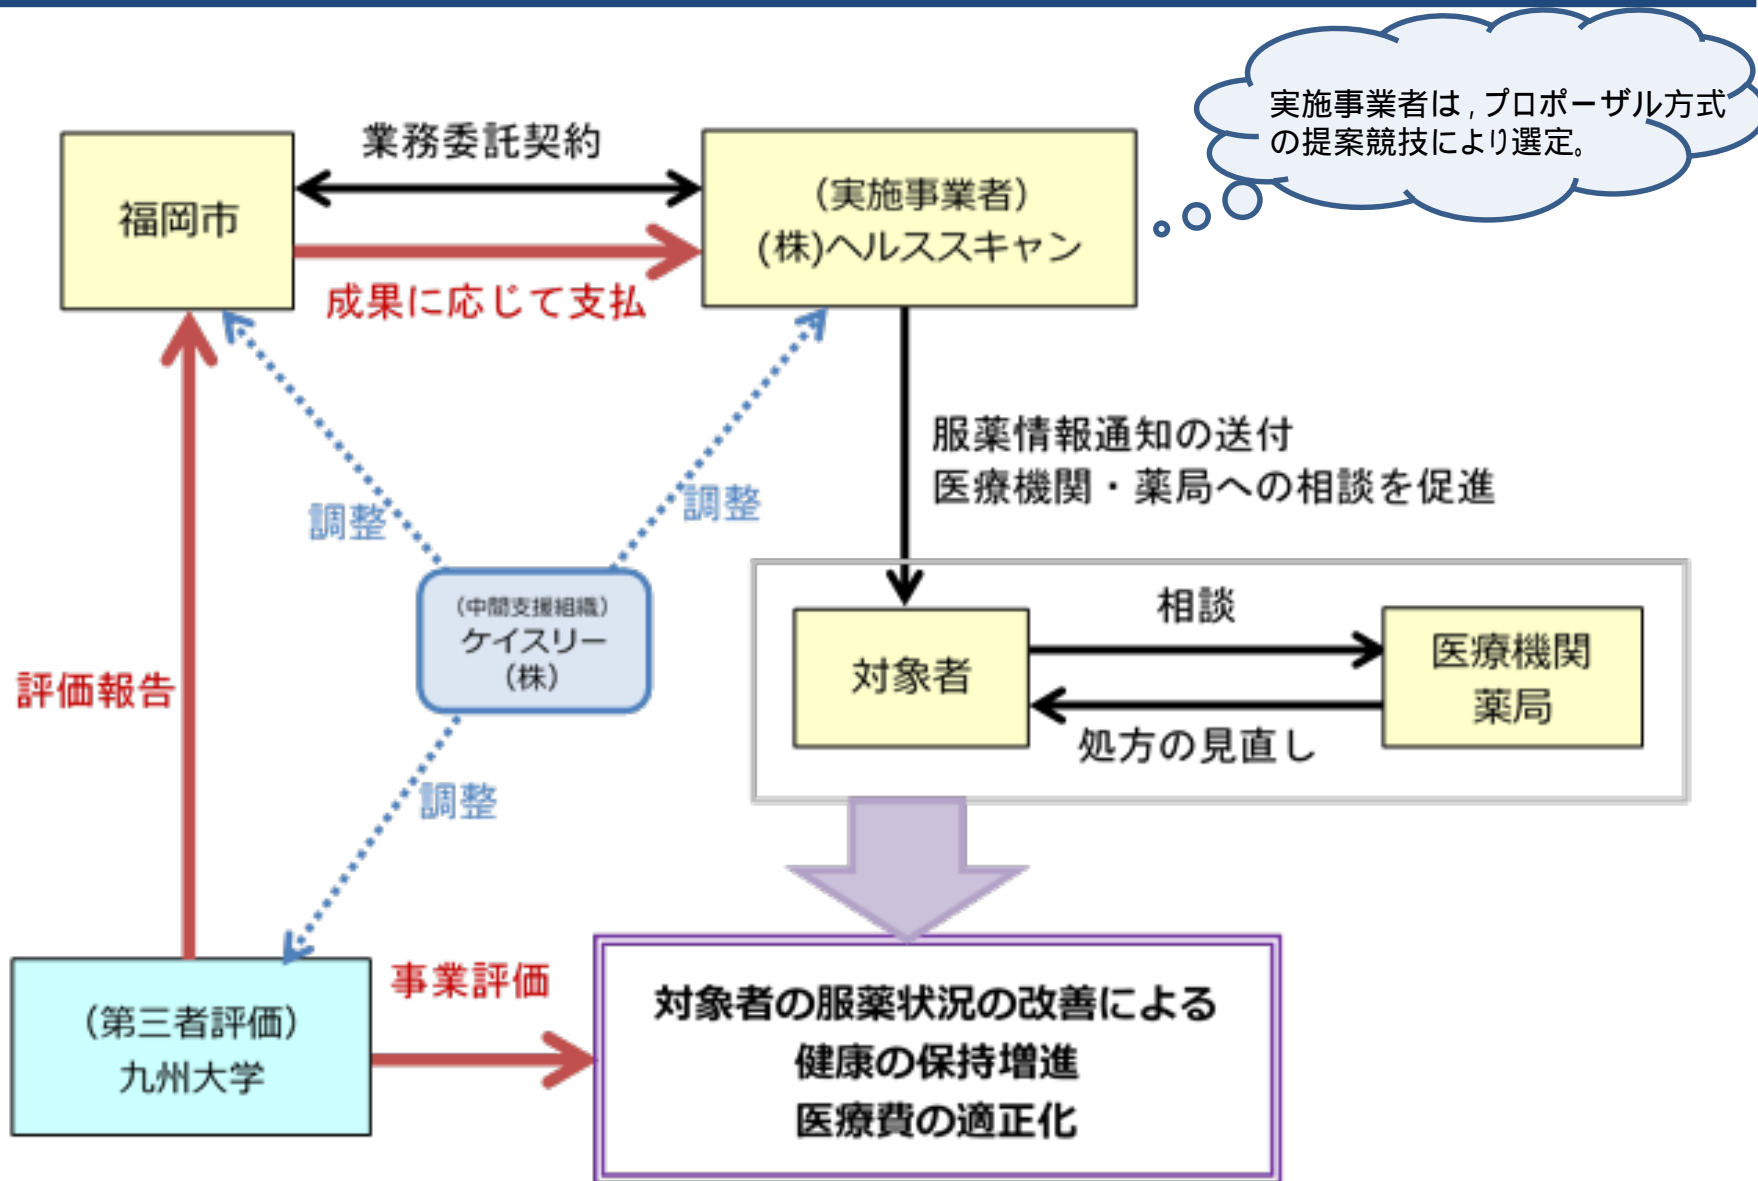 実施事業者は，プロポーザル方式
の提案競技により選定。
業務委託契約
福岡市
（実施事業者）
(株)ヘルススキャン
成果に応じて支払
服薬情報通知の送付
医療機関・薬局への相談を促進
調整
調整
（中間支援組織）
ケイスリー
（株）
相談
対象者
医療機関
薬局
処方の見直し
評価報告
調整
事業評価
（第三者評価）
九州大学
対象者の服薬状況の改善による
健康の保持増進
医療費の適正化